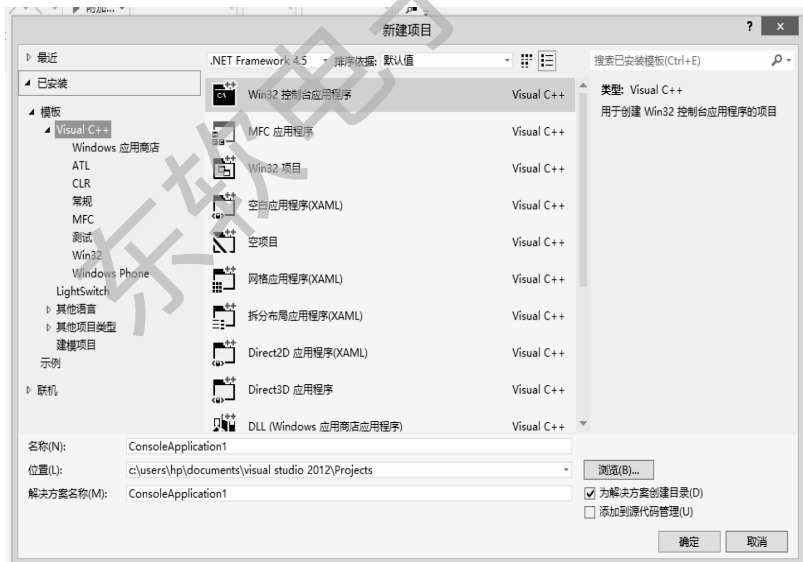 附加...
新建项目
? x
最近
.NET Framework 4.5 排序依据: 默认值
搜索已安装模板(Ctrl+E)
已安装
模板
Visual C++
Windows 应用商店
ATL
CLR
常规
MFC
测试
Win32
Windows Phone
LightSwitch
其他语言
其他项目类型
建模项目
示例
联机
Win32 控制台应用程序 Visual C++
MFC 应用程序 Visual C++
Win32 项目 Visual C++
空白应用程序(XAML) Visual C++
空项目 Visual C++
网格应用程序(XAML) Visual C++
拆分布局应用程序(XAML) Visual C++
Direct2D 应用程序(XAML) Visual C++
Direct3D 应用程序 Visual C++
DLL (Windows 应用商店应用程序) Visual C++
类型: Visual C++
用于创建 Win32 控制台应用程序的项目
名称(N): ConsoleApplication1
位置(L): c:\users\hp\documents\visual studio 2012\Projects
浏览(B)...
解决方案名称(M): ConsoleApplication1
为解决方案创建目录(D)
添加到源代码管理(U)
确定 取消
东软电子